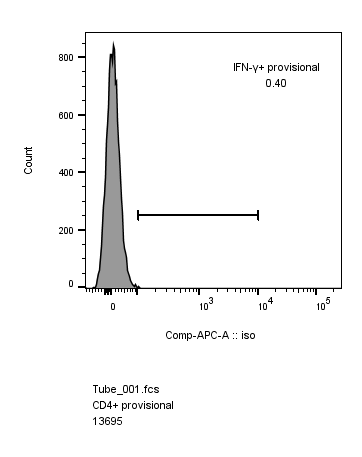 IFN-γ+ provisional
0.40
800
600
400
200
0
Count
0 10³ 10⁴ 10⁵
Comp-APC-A :: iso
Tube_001.fcs
CD4+ provisional
13695